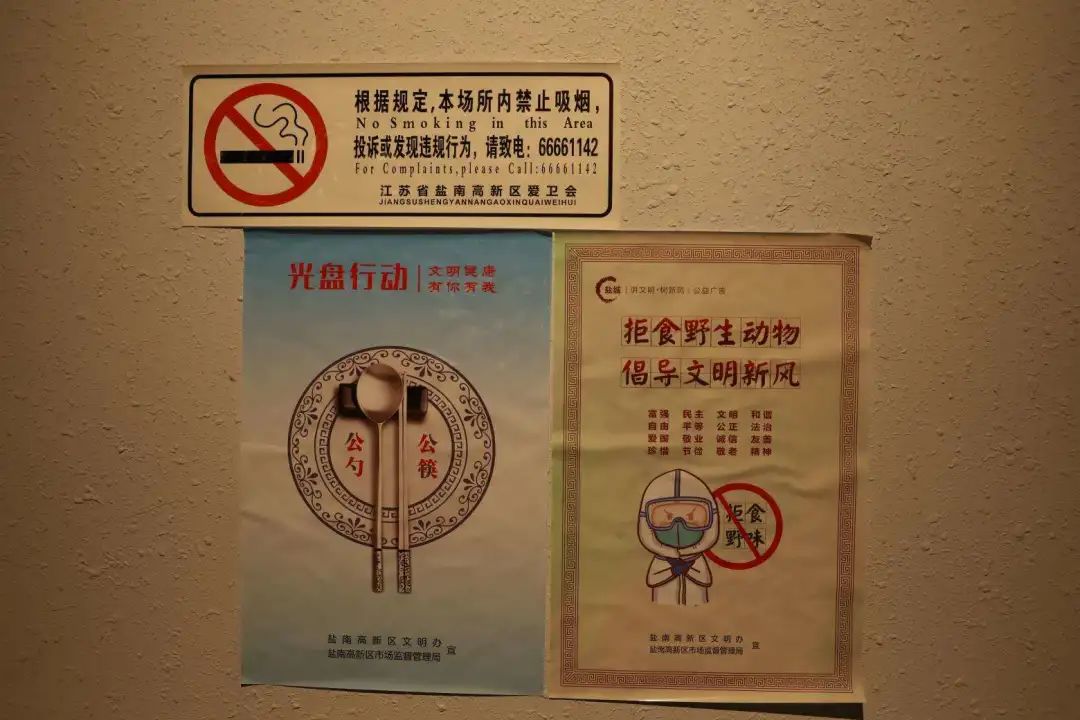 根据规定,本场所内禁止吸烟,
No Smoking in this Area
投诉或发现违规行为，请致电：66661142
For Complaints,please Call:66661142
江苏省盐南高新区爱卫会
JIANGSUSHENGYANNANGAOXINQUAIWEIHUI
光盘行动
文明健康
有你有我
公勺
公筷
盐南高新区文明办
盐南高新区市场监督管理局
宣
盐城 | 讲文明·树新风 | 公益广告
拒食野生动物
倡导文明新风
富强 民主 文明 和谐
自由 平等 公正 法治
爱国 敬业 诚信 友善
珍惜 节俭 敬老 精神
拒食
野味
盐南高新区文明办
盐南高新区市场监督管理局
宣